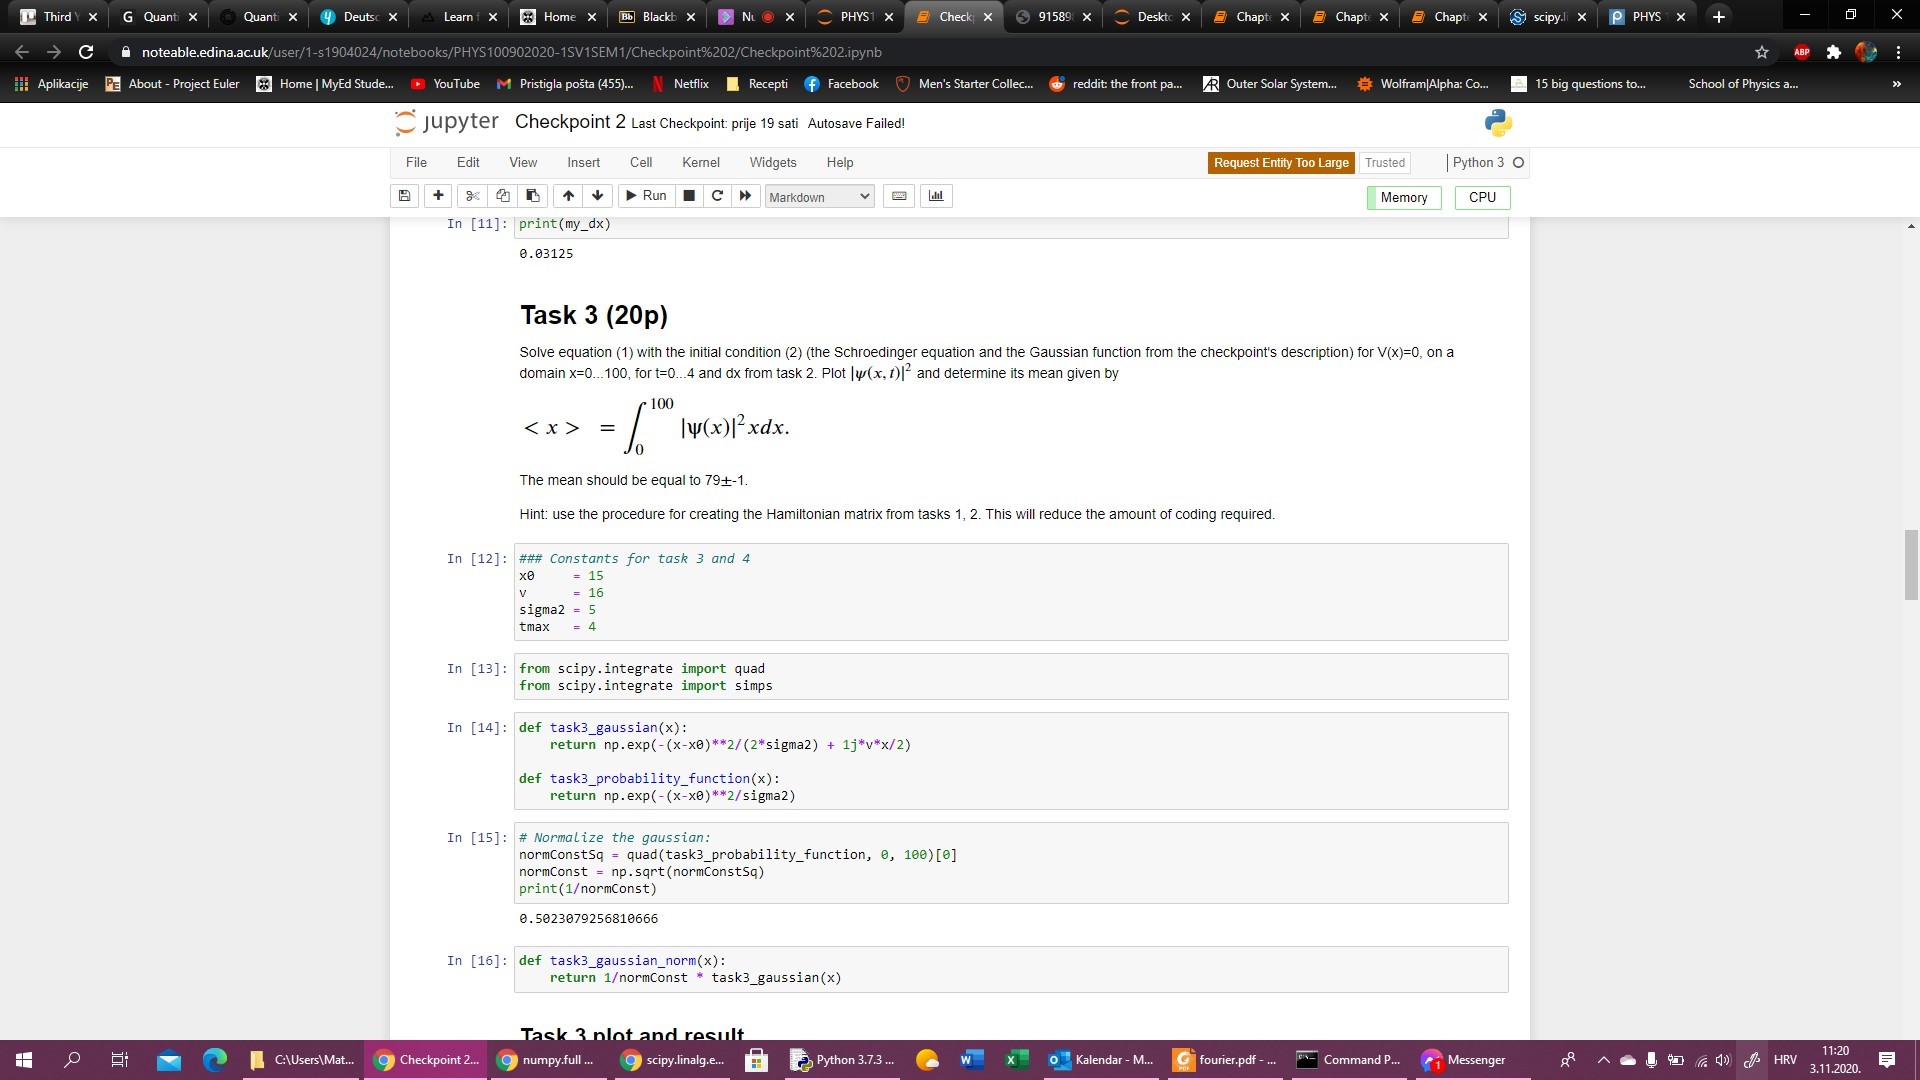 Third Y
Quanti
Quanti
Deutsc
Learn f
Home
Blackb
Nu
PHYS1
Check
91589
Deskto
Chapte
Chapte
Chapte
scipy.li
PHYS
noteable.edina.ac.uk/user/1-s1904024/notebooks/PHYS100902020-1SV1SEM1/Checkpoint%202/Checkpoint%202.ipynb
ABP
Aplikacije
About - Project Euler
Home | MyEd Stude...
YouTube
Pristigla pošta (455)...
Netflix
Recepti
Facebook
Men's Starter Collec...
reddit: the front pa...
Outer Solar System...
Wolfram|Alpha: Co...
15 big questions to...
School of Physics a...
»
jupyter Checkpoint 2 Last Checkpoint: prije 19 sati Autosave Failed!
File Edit View Insert Cell Kernel Widgets Help
Request Entity Too Large Trusted Python 3
Run Markdown Memory CPU
In [11]: print(my_dx)
0.03125
Task 3 (20p)
Solve equation (1) with the initial condition (2) (the Schroedinger equation and the Gaussian function from the checkpoint's description) for V(x)=0, on a
domain x=0...100, for t=0...4 and dx from task 2. Plot |ψ(x, t)|² and determine its mean given by
< x > = ∫₀¹⁰⁰ |ψ(x)|² xdx.
The mean should be equal to 79±-1.
Hint: use the procedure for creating the Hamiltonian matrix from tasks 1, 2. This will reduce the amount of coding required.
In [12]: ### Constants for task 3 and 4
x0 = 15
v = 16
sigma2 = 5
tmax = 4
In [13]: from scipy.integrate import quad
from scipy.integrate import simps
In [14]: def task3_gaussian(x):
return np.exp(-(x-x0)**2/(2*sigma2) + 1j*v*x/2)
def task3_probability_function(x):
return np.exp(-(x-x0)**2/sigma2)
In [15]: # Normalize the gaussian:
normConstSq = quad(task3_probability_function, 0, 100)[0]
normConst = np.sqrt(normConstSq)
print(1/normConst)
0.5023079256810666
In [16]: def task3_gaussian_norm(x):
return 1/normConst * task3_gaussian(x)
Task 3 plot and result
C:\Users\Mat...
Checkpoint 2...
numpy.full ...
scipy.linalg.e...
Python 3.7.3 ...
Kalendar - M...
fourier.pdf - ...
Command P...
Messenger
HRV
11:20
3.11.2020.